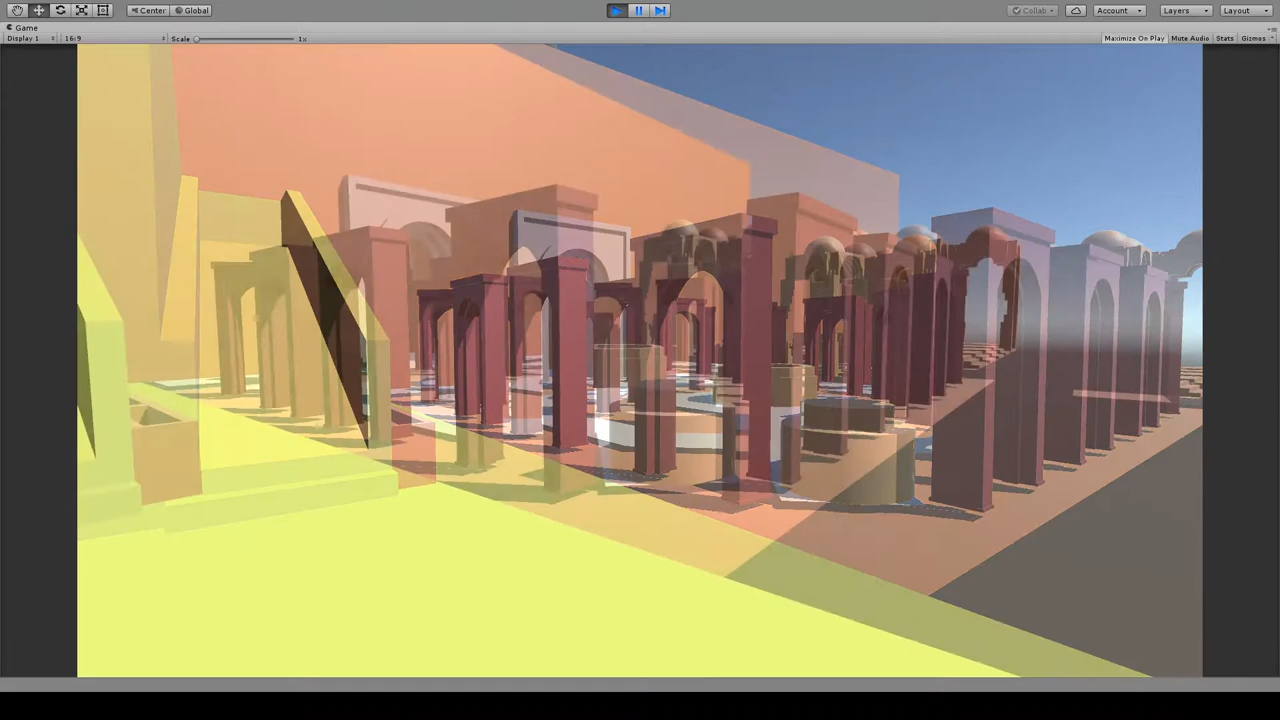 Center Global Collab Account Layers Layout
Game
Display 1 16:9 Scale 1x Maximize On Play Mute Audio Stats Gizmos